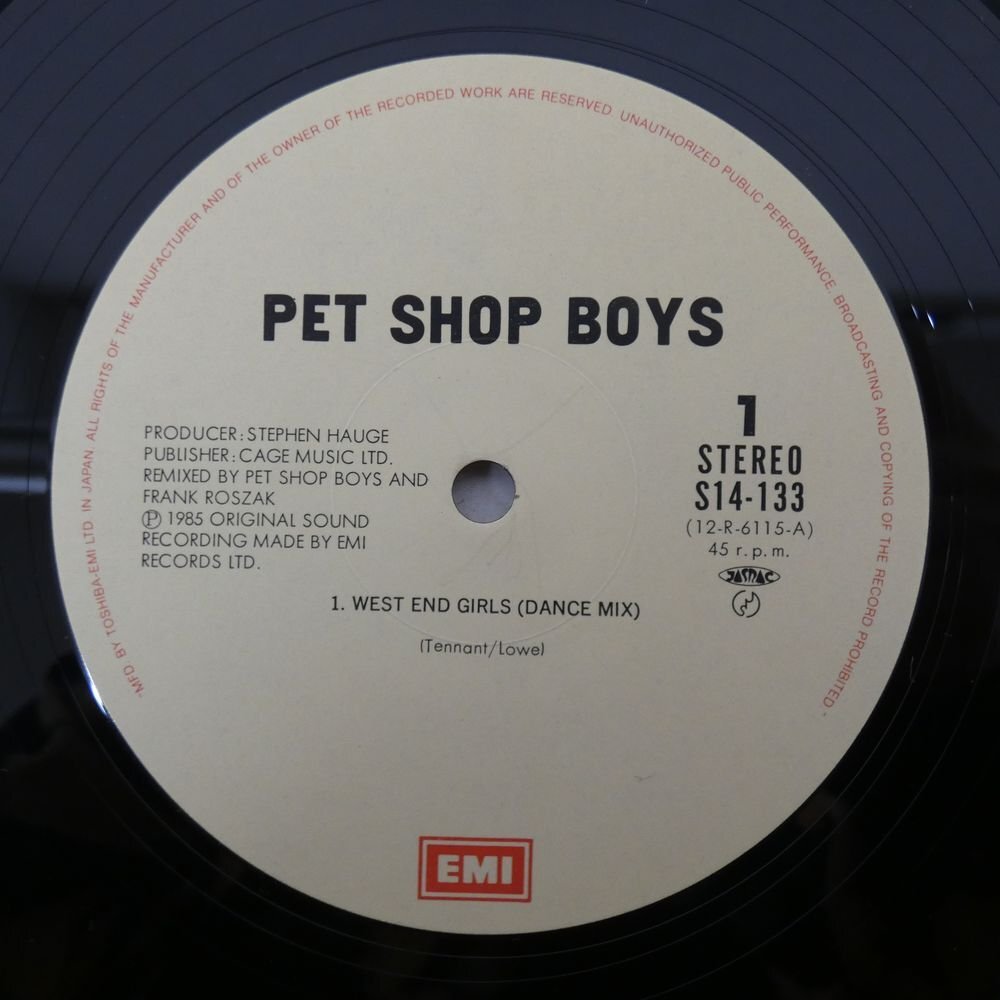 "MFD. BY TOSHIBA-EMI LTD. IN JAPAN. ALL RIGHTS OF THE MANUFACTURER AND OF THE OWNER OF THE RECORDED WORK ARE RESERVED UNAUTHORIZED PUBLIC PERFORMANCE, BROADCASTING AND COPYING OF THE RECORD PROHIBITED."
PET SHOP BOYS
PRODUCER: STEPHEN HAUGE
PUBLISHER: CAGE MUSIC LTD.
REMIXED BY PET SHOP BOYS AND
FRANK ROSZAK
℗ 1985 ORIGINAL SOUND
RECORDING MADE BY EMI
RECORDS LTD.
1
STEREO
S14-133
(12-R-6115-A)
45 r.p.m.
JASRAC
1. WEST END GIRLS (DANCE MIX)
(Tennant/Lowe)
EMI